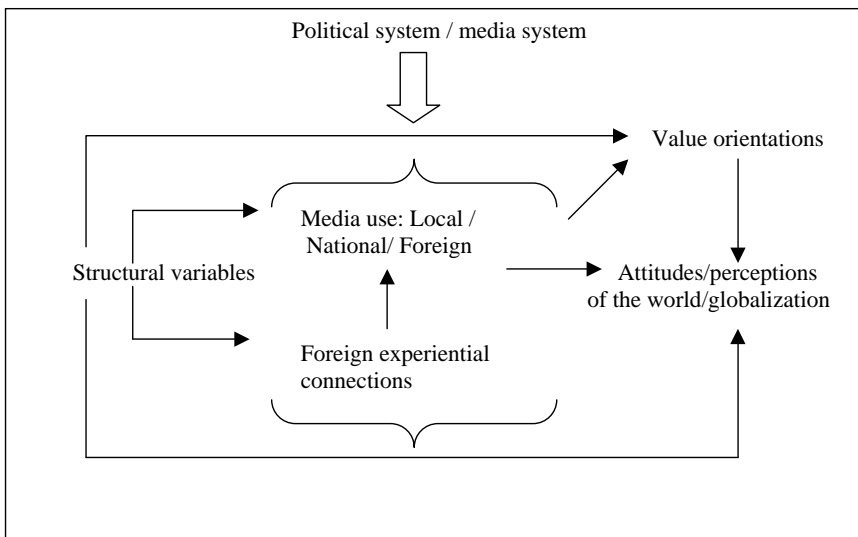 Political system / media system
Value orientations
Media use: Local /
National/ Foreign
Structural variables
Attitudes/perceptions
of the world/globalization
Foreign experiential
connections